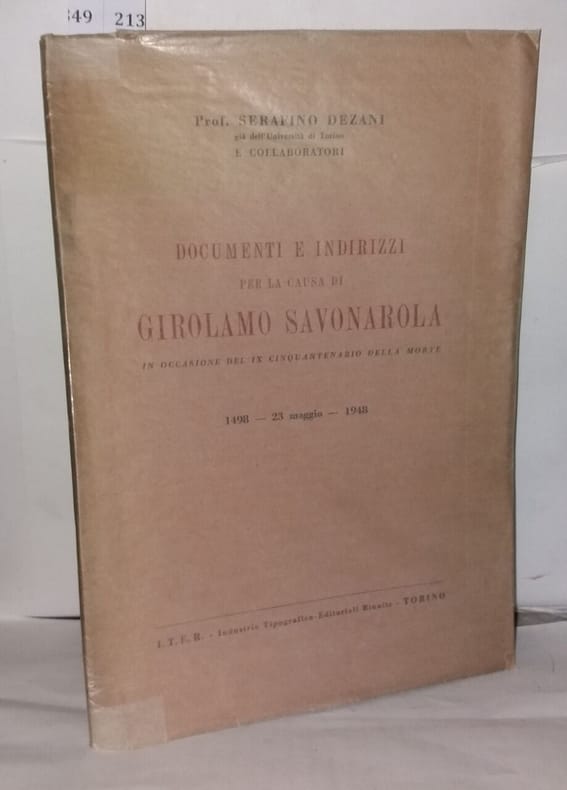 349 213
Prof. SERAFINO DEZANI
già dell'Università di Torino
E COLLABORATORI
DOCUMENTI E INDIRIZZI
PER LA CAUSA DI
GIROLAMO SAVONAROLA
IN OCCASIONE DEL IX CINQUANTENARIO DELLA MORTE
1498 — 23 maggio — 1948
I.T.E.R. - Industrie Tipografico-Editoriali Riunite - TORINO